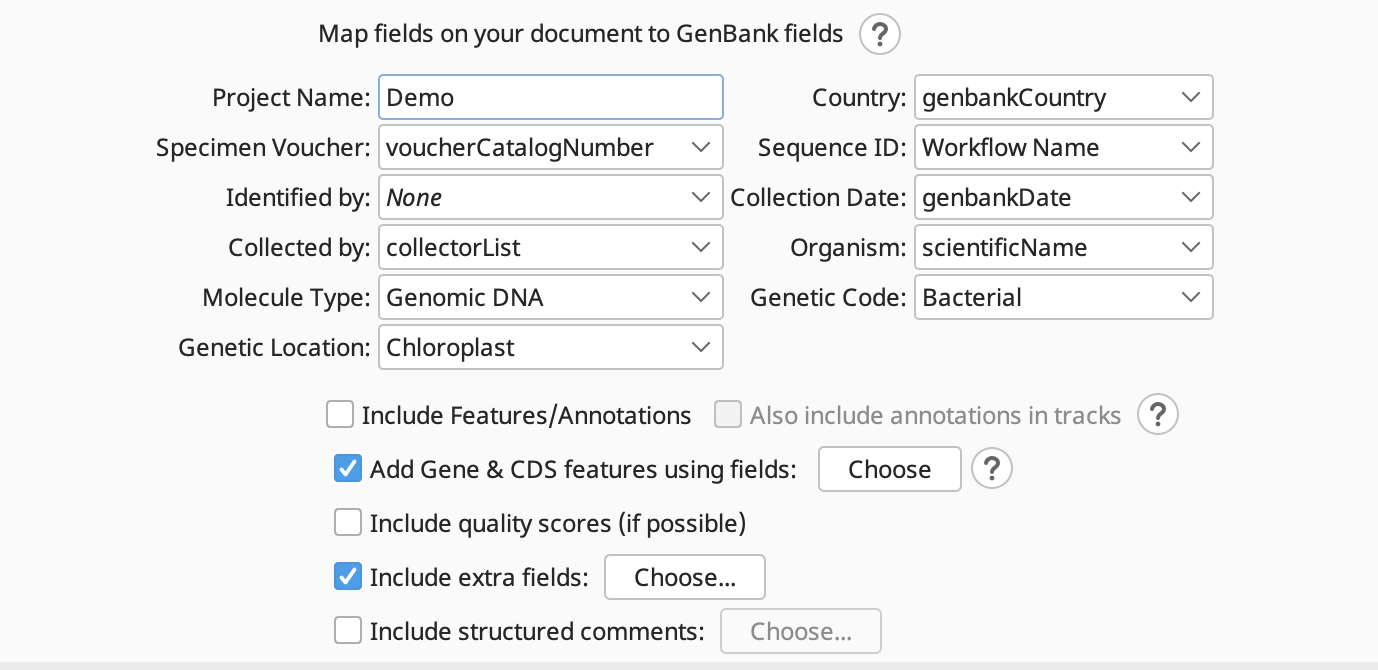 Map fields on your document to GenBank fields ?
Project Name: Demo Country: genbankCountry
Specimen Voucher: voucherCatalogNumber Sequence ID: Workflow Name
Identified by: None Collection Date: genbankDate
Collected by: collectorList Organism: scientificName
Molecule Type: Genomic DNA Genetic Code: Bacterial
Genetic Location: Chloroplast
Include Features/Annotations Also include annotations in tracks ?
Add Gene & CDS features using fields: Choose ?
Include quality scores (if possible)
Include extra fields: Choose...
Include structured comments: Choose...